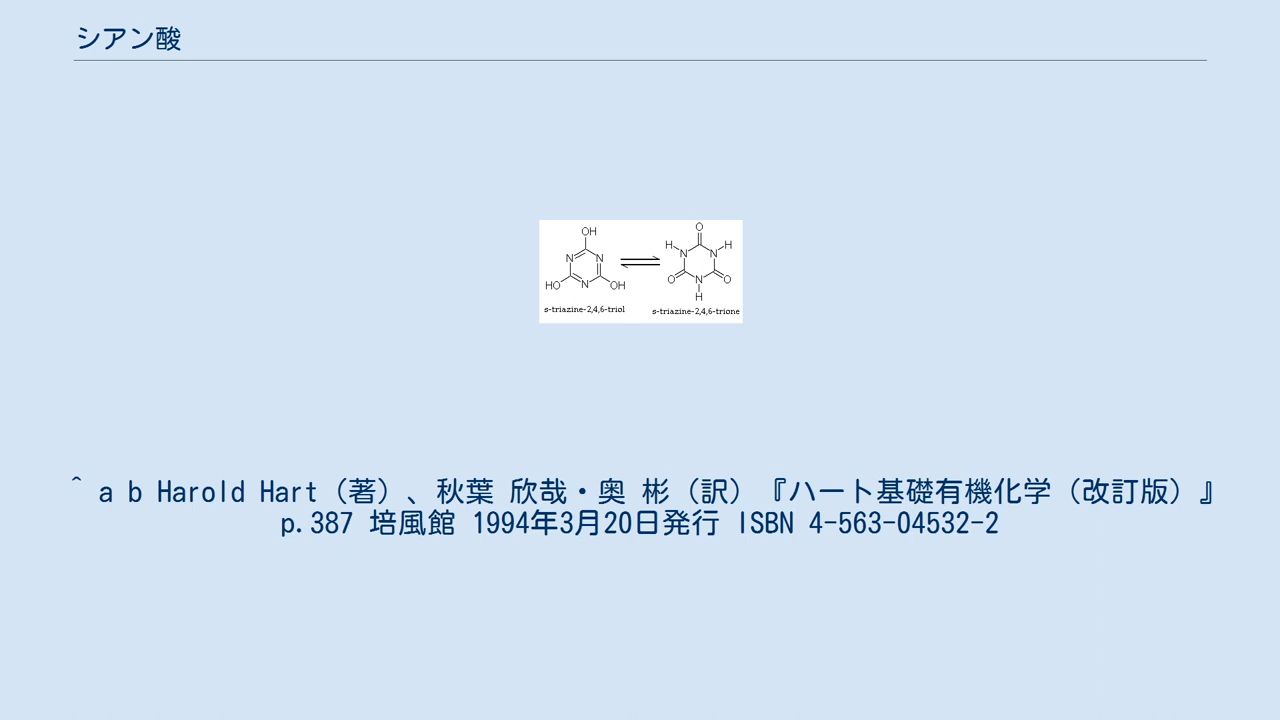 シアン酸
OH
N N
HO N OH
s-triazine-2,4,6-triol
O
H N N H
O N O
H
s-triazine-2,4,6-trione
^ a b Harold Hart（著）、秋葉 欣哉・奥 彬（訳）『ハート基礎有機化学（改訂版）』
p.387 培風館 1994年3月20日発行 ISBN 4-563-04532-2